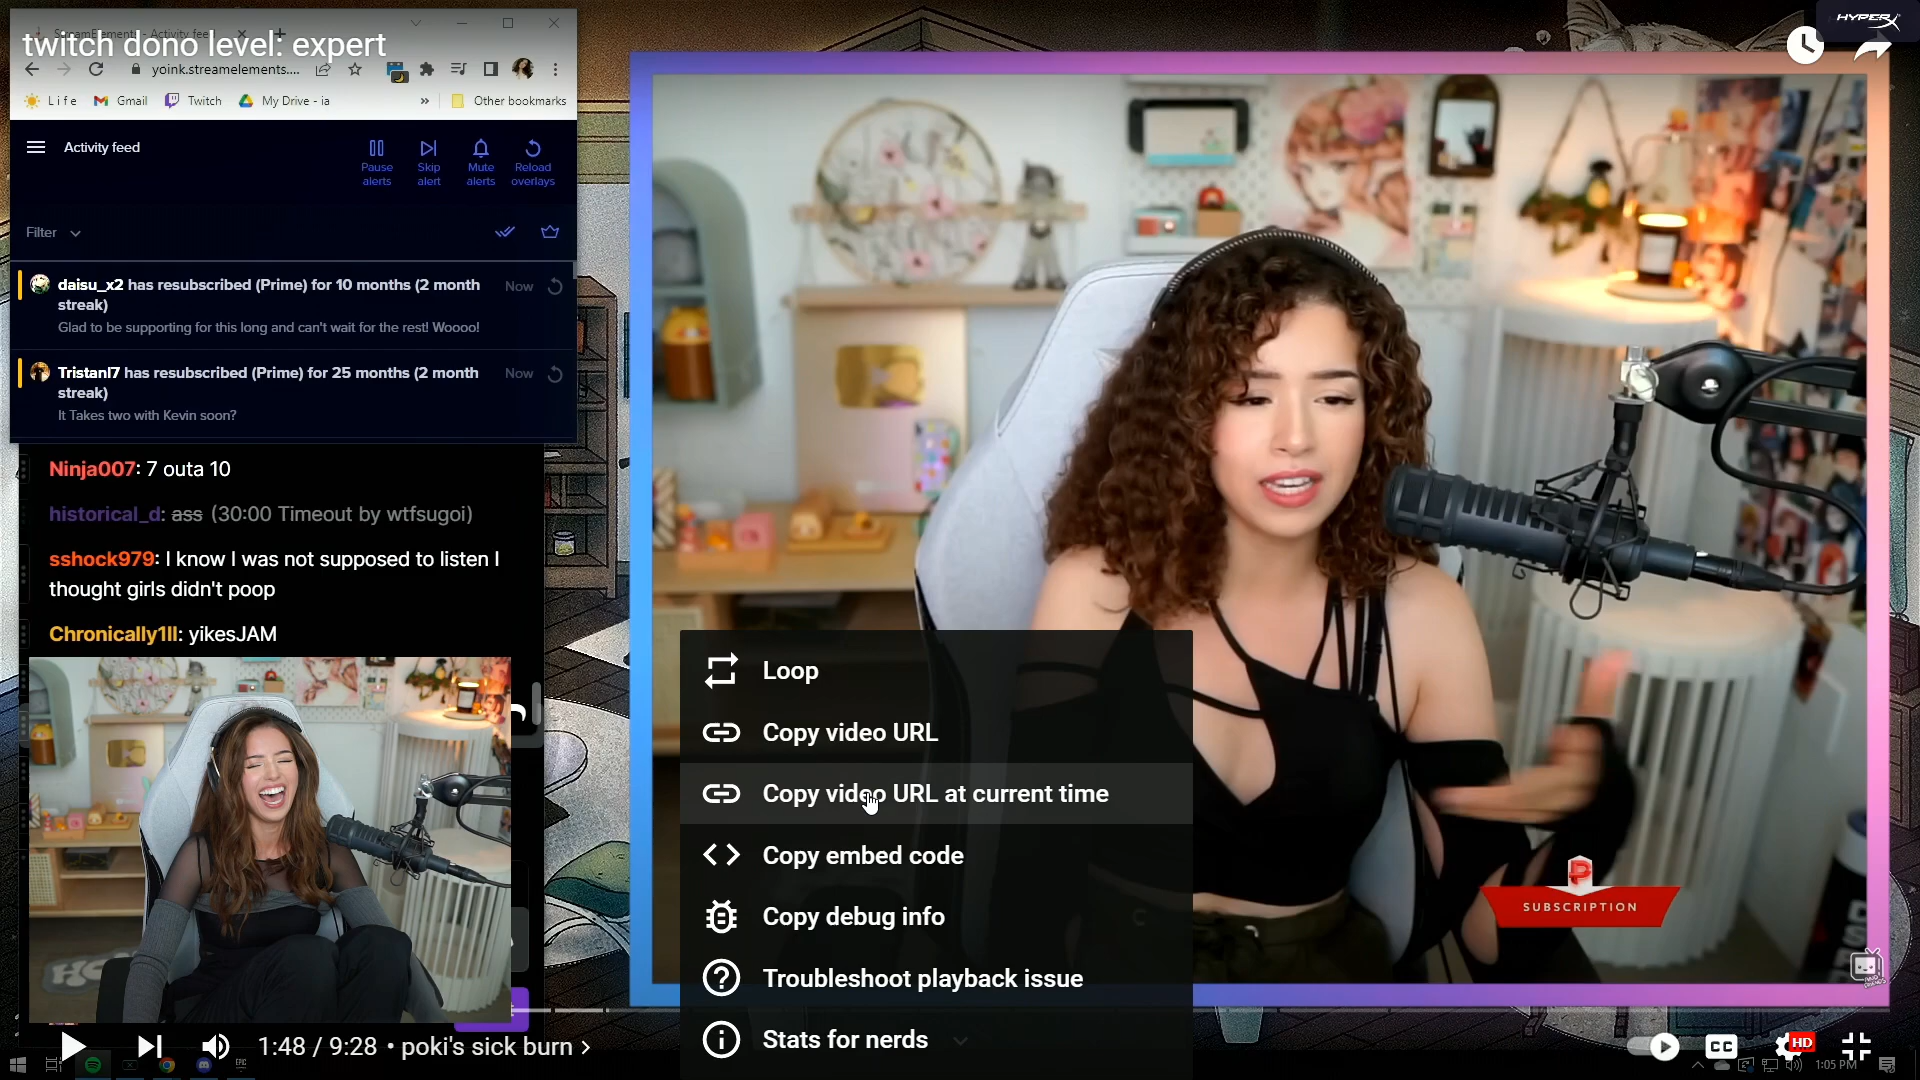 twitch dono level: expert
HYPERX
yoink.streamelements....
Life
Gmail
Twitch
My Drive - ia
»
Other bookmarks
Activity feed
Pause alerts
Skip alert
Mute alerts
Reload overlays
Filter
daisu_x2 has resubscribed (Prime) for 10 months (2 month
streak)
Now
Glad to be supporting for this long and can't wait for the rest! Woooo!
Tristanl7 has resubscribed (Prime) for 25 months (2 month
streak)
Now
It Takes two with Kevin soon?
Ninja007: 7 outa 10
historical_d: ass (30:00 Timeout by wtfsugoi)
sshock979: I know I was not supposed to listen I
thought girls didn't poop
Chronically1ll: yikesJAM
Loop
Copy video URL
Copy video URL at current time
Copy embed code
Copy debug info
Troubleshoot playback issue
Stats for nerds
P
SUBSCRIPTION
1:48 / 9:28 • poki's sick burn >
CC
HD
1:05 PM